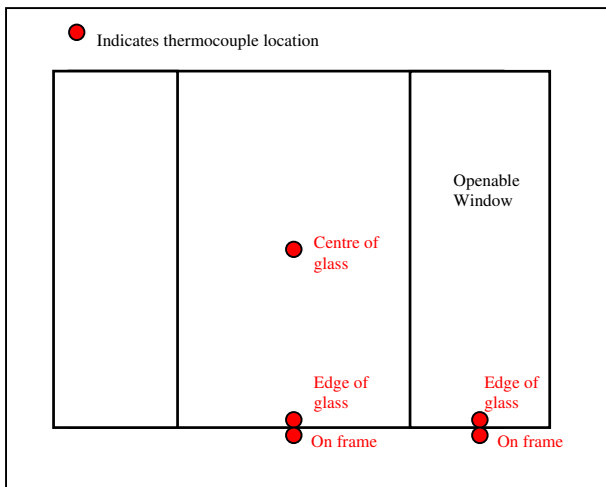 Indicates thermocouple location
Openable
Window
Centre of
glass
Edge of
glass
Edge of
glass
On frame
On frame